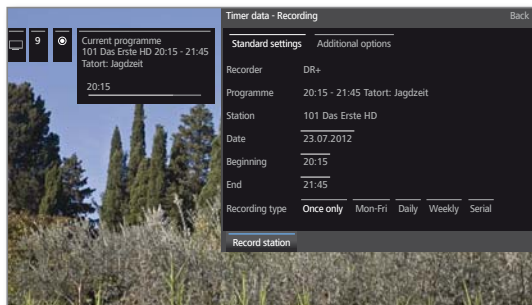 9
Current programme
101 Das Erste HD 20:15 - 21:45
Tatort: Jagdzeit
20:15
Timer data - Recording Back
Standard settings Additional options
Recorder DR+
Programme 20:15 - 21:45 Tatort: Jagdzeit
Station 101 Das Erste HD
Date 23.07.2012
Beginning 20:15
End 21:45
Recording type Once only Mon-Fri Daily Weekly Serial
Record station